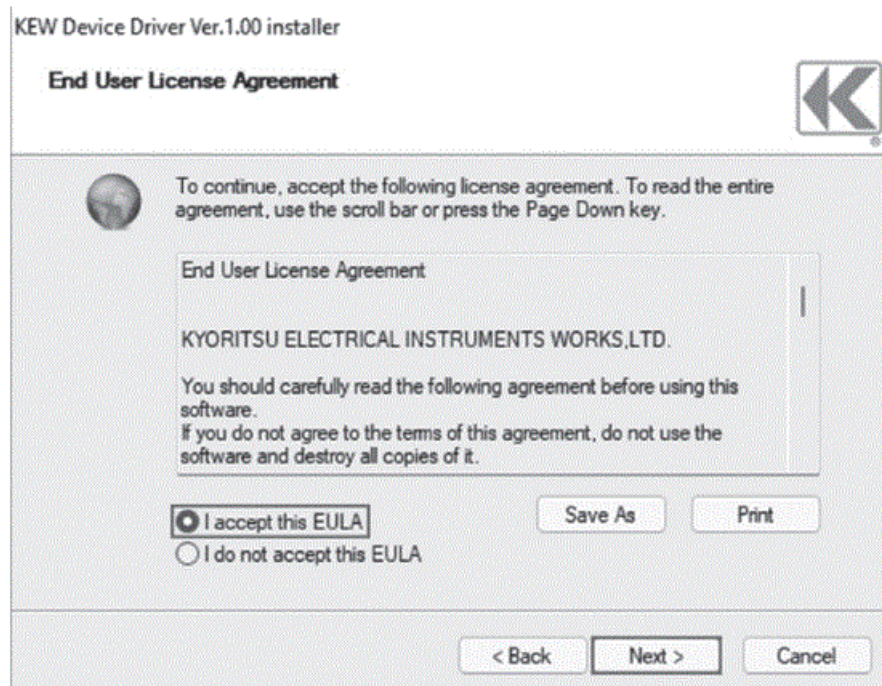 KEW Device Driver Ver.1.00 installer
End User License Agreement
To continue, accept the following license agreement. To read the entire
agreement, use the scroll bar or press the Page Down key.
End User License Agreement
KYORITSU ELECTRICAL INSTRUMENTS WORKS,LTD.
You should carefully read the following agreement before using this
software.
If you do not agree to the terms of this agreement, do not use the
software and destroy all copies of it.
I accept this EULA
Save As
Print
I do not accept this EULA
< Back
Next >
Cancel